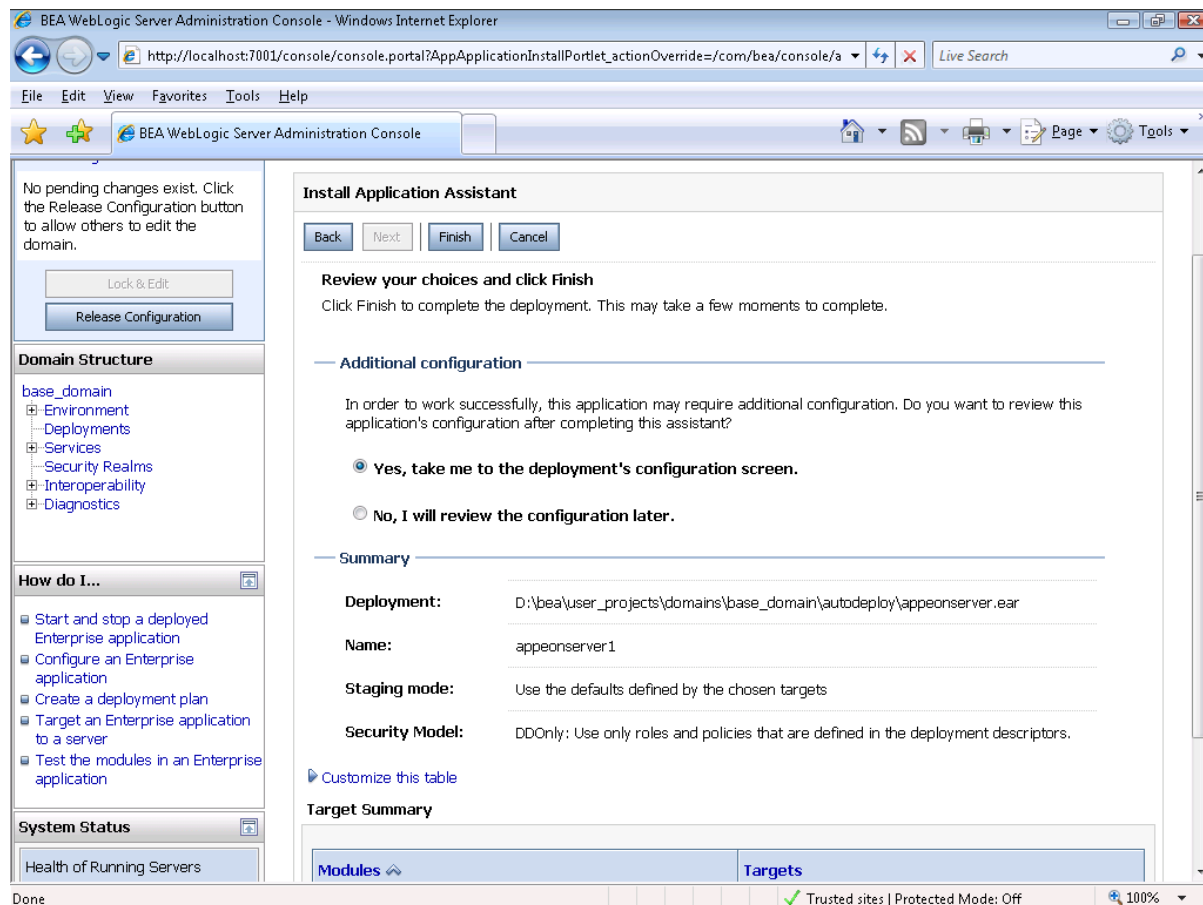 BEA WebLogic Server Administration Console - Windows Internet Explorer
http://localhost:7001/console/console.portal?AppApplicationInstallPortlet_actionOverride=/com/bea/console/a
Live Search
File Edit View Favorites Tools Help
BEA WebLogic Server Administration Console
Page Tools
No pending changes exist. Click
the Release Configuration button
to allow others to edit the
domain.
Lock & Edit
Release Configuration
Domain Structure
base_domain
Environment
Deployments
Services
Security Realms
Interoperability
Diagnostics
How do I...
Start and stop a deployed
Enterprise application
Configure an Enterprise
application
Create a deployment plan
Target an Enterprise application
to a server
Test the modules in an Enterprise
application
System Status
Health of Running Servers
Install Application Assistant
Back Next Finish Cancel
Review your choices and click Finish
Click Finish to complete the deployment. This may take a few moments to complete.
Additional configuration
In order to work successfully, this application may require additional configuration. Do you want to review this
application's configuration after completing this assistant?
Yes, take me to the deployment's configuration screen.
No, I will review the configuration later.
Summary
Deployment: D:\bea\user_projects\domains\base_domain\autodeploy\appeonserver.ear
Name: appeonserver1
Staging mode: Use the defaults defined by the chosen targets
Security Model: DDOnly: Use only roles and policies that are defined in the deployment descriptors.
Customize this table
Target Summary
Modules Targets
Done
Trusted sites | Protected Mode: Off
100%